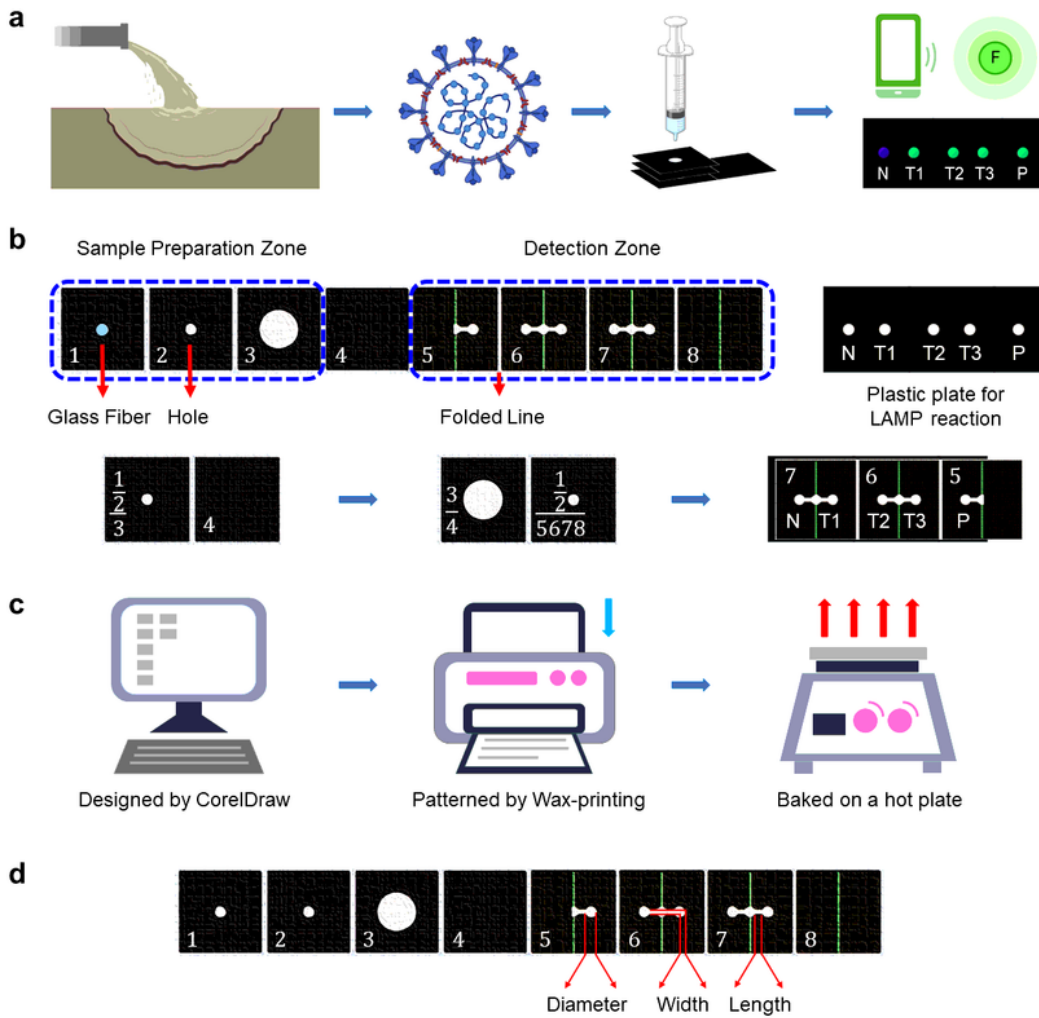 a
F
N T1 T2 T3 P
b
Sample Preparation Zone
Detection Zone
1 2 3 4 5 6 7 8
N T1 T2 T3 P
Glass Fiber
Hole
Folded Line
Plastic plate for
LAMP reaction
1
2
3
4
3
4
1
2
5678
7 6 5
N T1 T2 T3 P
c
Designed by CorelDraw
Patterned by Wax-printing
Baked on a hot plate
d
1 2 3 4 5 6 7 8
Diameter
Width
Length